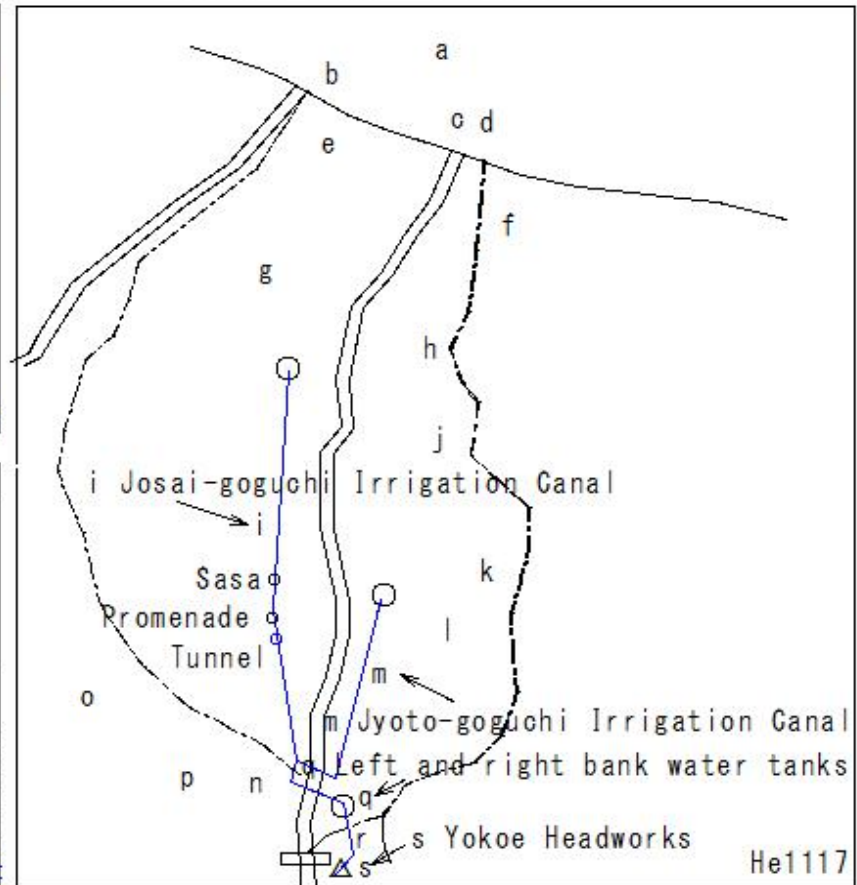 a
b
c d
e
f
g
h
j
i Josai-goguchi Irrigation Canal
i
k
Sasa
Promenade
l
Tunnel
m
o
m Jyoto-goguchi Irrigation Canal
q Left and right bank water tanks
p
n
q
r
s Yokoe Headworks
s
He1117